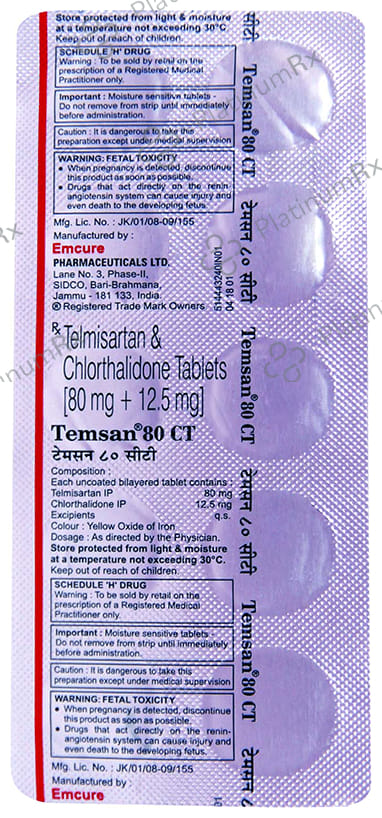 Store protected from light & moisture
at a temperature not exceeding 30°C.
Keep out of reach of children.
SCHEDULE 'H' DRUG
Warning : To be sold by retail on the
prescription of a Registered Medical
Practitioner only.
Important : Moisture sensitive tablets -
Do not remove from strip until immediately
before administration.
Caution : It is dangerous to take this
preparation except under medical supervision
WARNING: FETAL TOXICITY
• When pregnancy is detected, discontinue
this product as soon as possible.
• Drugs that act directly on the renin-
angiotensin system can cause injury and
even death to the developing fetus.
Mfg. Lic. No. : JK/01/08-09/155
Manufactured by :
Emcure
PHARMACEUTICALS LTD.
Lane No. 3, Phase-II,
SIDCO, Bari-Brahmana,
Jammu - 181 133, India.
® Registered Trade Mark Owners
℞ Telmisartan &
Chlorthalidone Tablets
[80 mg + 12.5 mg]
Temsan® 80 CT
टेमसन ८० सीटी
Composition :
Each uncoated bilayered tablet contains :
Telmisartan IP 80 mg
Chlorthalidone IP 12.5 mg
Excipients q.s.
Colour : Yellow Oxide of Iron
Dosage : As directed by the Physician.
Store protected from light & moisture
at a temperature not exceeding 30°C.
Keep out of reach of children.
SCHEDULE 'H' DRUG
Warning : To be sold by retail on the
prescription of a Registered Medical
Practitioner only.
Important : Moisture sensitive tablets -
Do not remove from strip until immediately
before administration.
Caution : It is dangerous to take this
preparation except under medical supervision
WARNING: FETAL TOXICITY
• When pregnancy is detected, discontinue
this product as soon as possible.
• Drugs that act directly on the renin-
angiotensin system can cause injury and
even death to the developing fetus.
Mfg. Lic. No. : JK/01/08-09/155
Manufactured by :
Emcure
सीटी
Temsan® 80 CT
टेमसन ८० सीटी
Temsan® 80 CT
टेमसन ८० सीटी
Temsan® 80 CT
टेमसन ८
514443240IN01
04 18 01
PlatinumRx
PlatinumRx